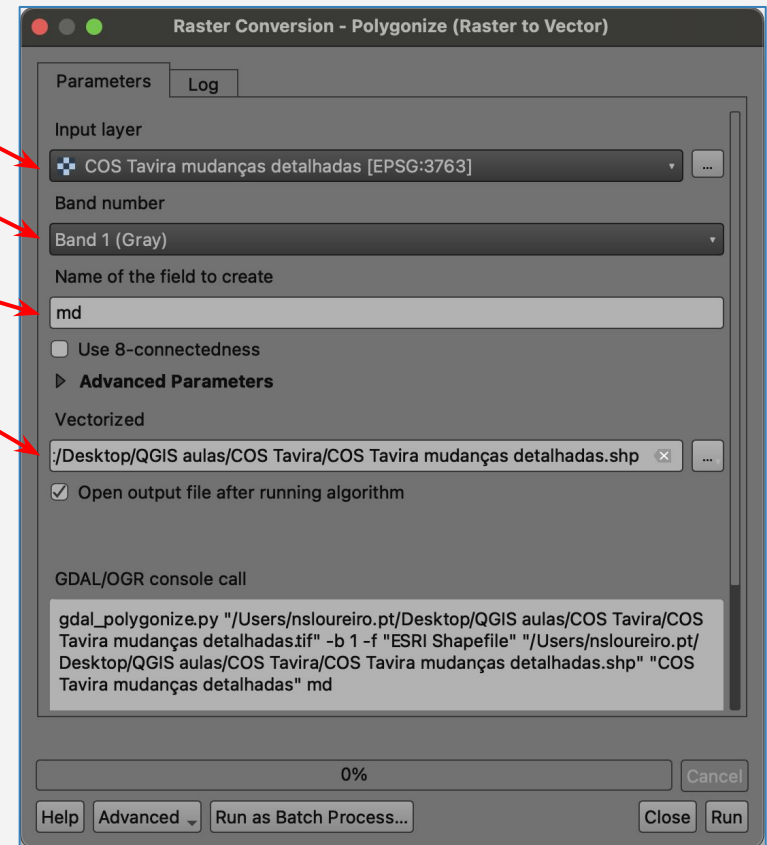 Raster Conversion - Polygonize (Raster to Vector)
Parameters
Log
Input layer
COS Tavira mudanças detalhadas [EPSG:3763]
...
Band number
Band 1 (Gray)
Name of the field to create
md
Use 8-connectedness
Advanced Parameters
Vectorized
:/Desktop/QGIS aulas/COS Tavira/COS Tavira mudanças detalhadas.shp
...
Open output file after running algorithm
GDAL/OGR console call
gdal_polygonize.py "/Users/nsloureiro.pt/Desktop/QGIS aulas/COS Tavira/COS
Tavira mudanças detalhadas.tif" -b 1 -f "ESRI Shapefile" "/Users/nsloureiro.pt/
Desktop/QGIS aulas/COS Tavira/COS Tavira mudanças detalhadas.shp" "COS
Tavira mudanças detalhadas" md
0%
Cancel
Help
Advanced
Run as Batch Process...
Close
Run